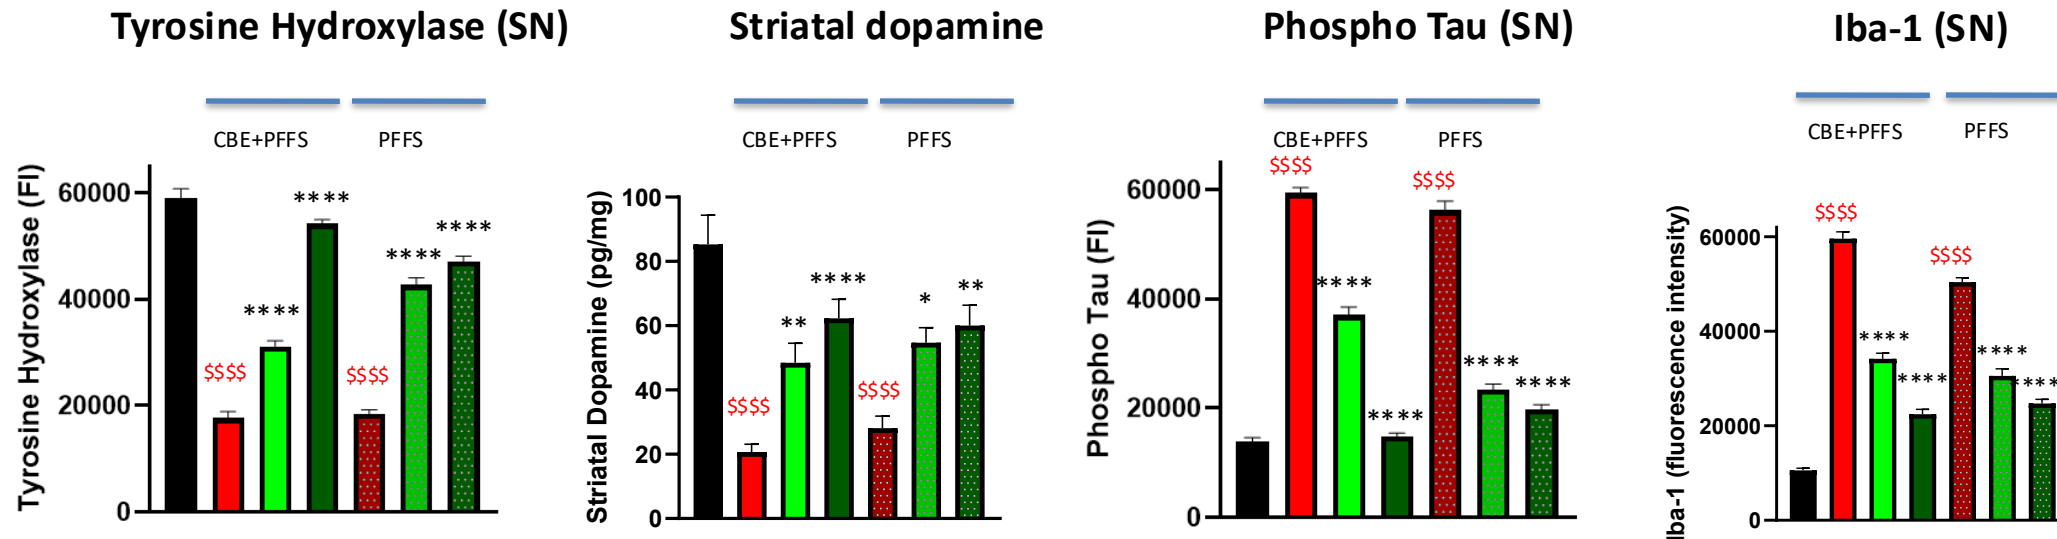 Tyrosine Hydroxylase (SN)
CBE+PFFS
PFFS
Tyrosine Hydroxylase (FI)
60000
40000
20000
0
$$$$
****
****
$$$$
****
****
Striatal dopamine
CBE+PFFS
PFFS
Striatal Dopamine (pg/mg)
100
80
60
40
20
0
$$$$
**
****
$$$$
*
**
Phospho Tau (SN)
CBE+PFFS
PFFS
Phospho Tau (FI)
60000
40000
20000
0
$$$$
****
****
$$$$
****
****
Iba-1 (SN)
CBE+PFFS
PFFS
Iba-1 (fluorescence intensity)
60000
40000
20000
0
$$$$
****
****
$$$$
****
****